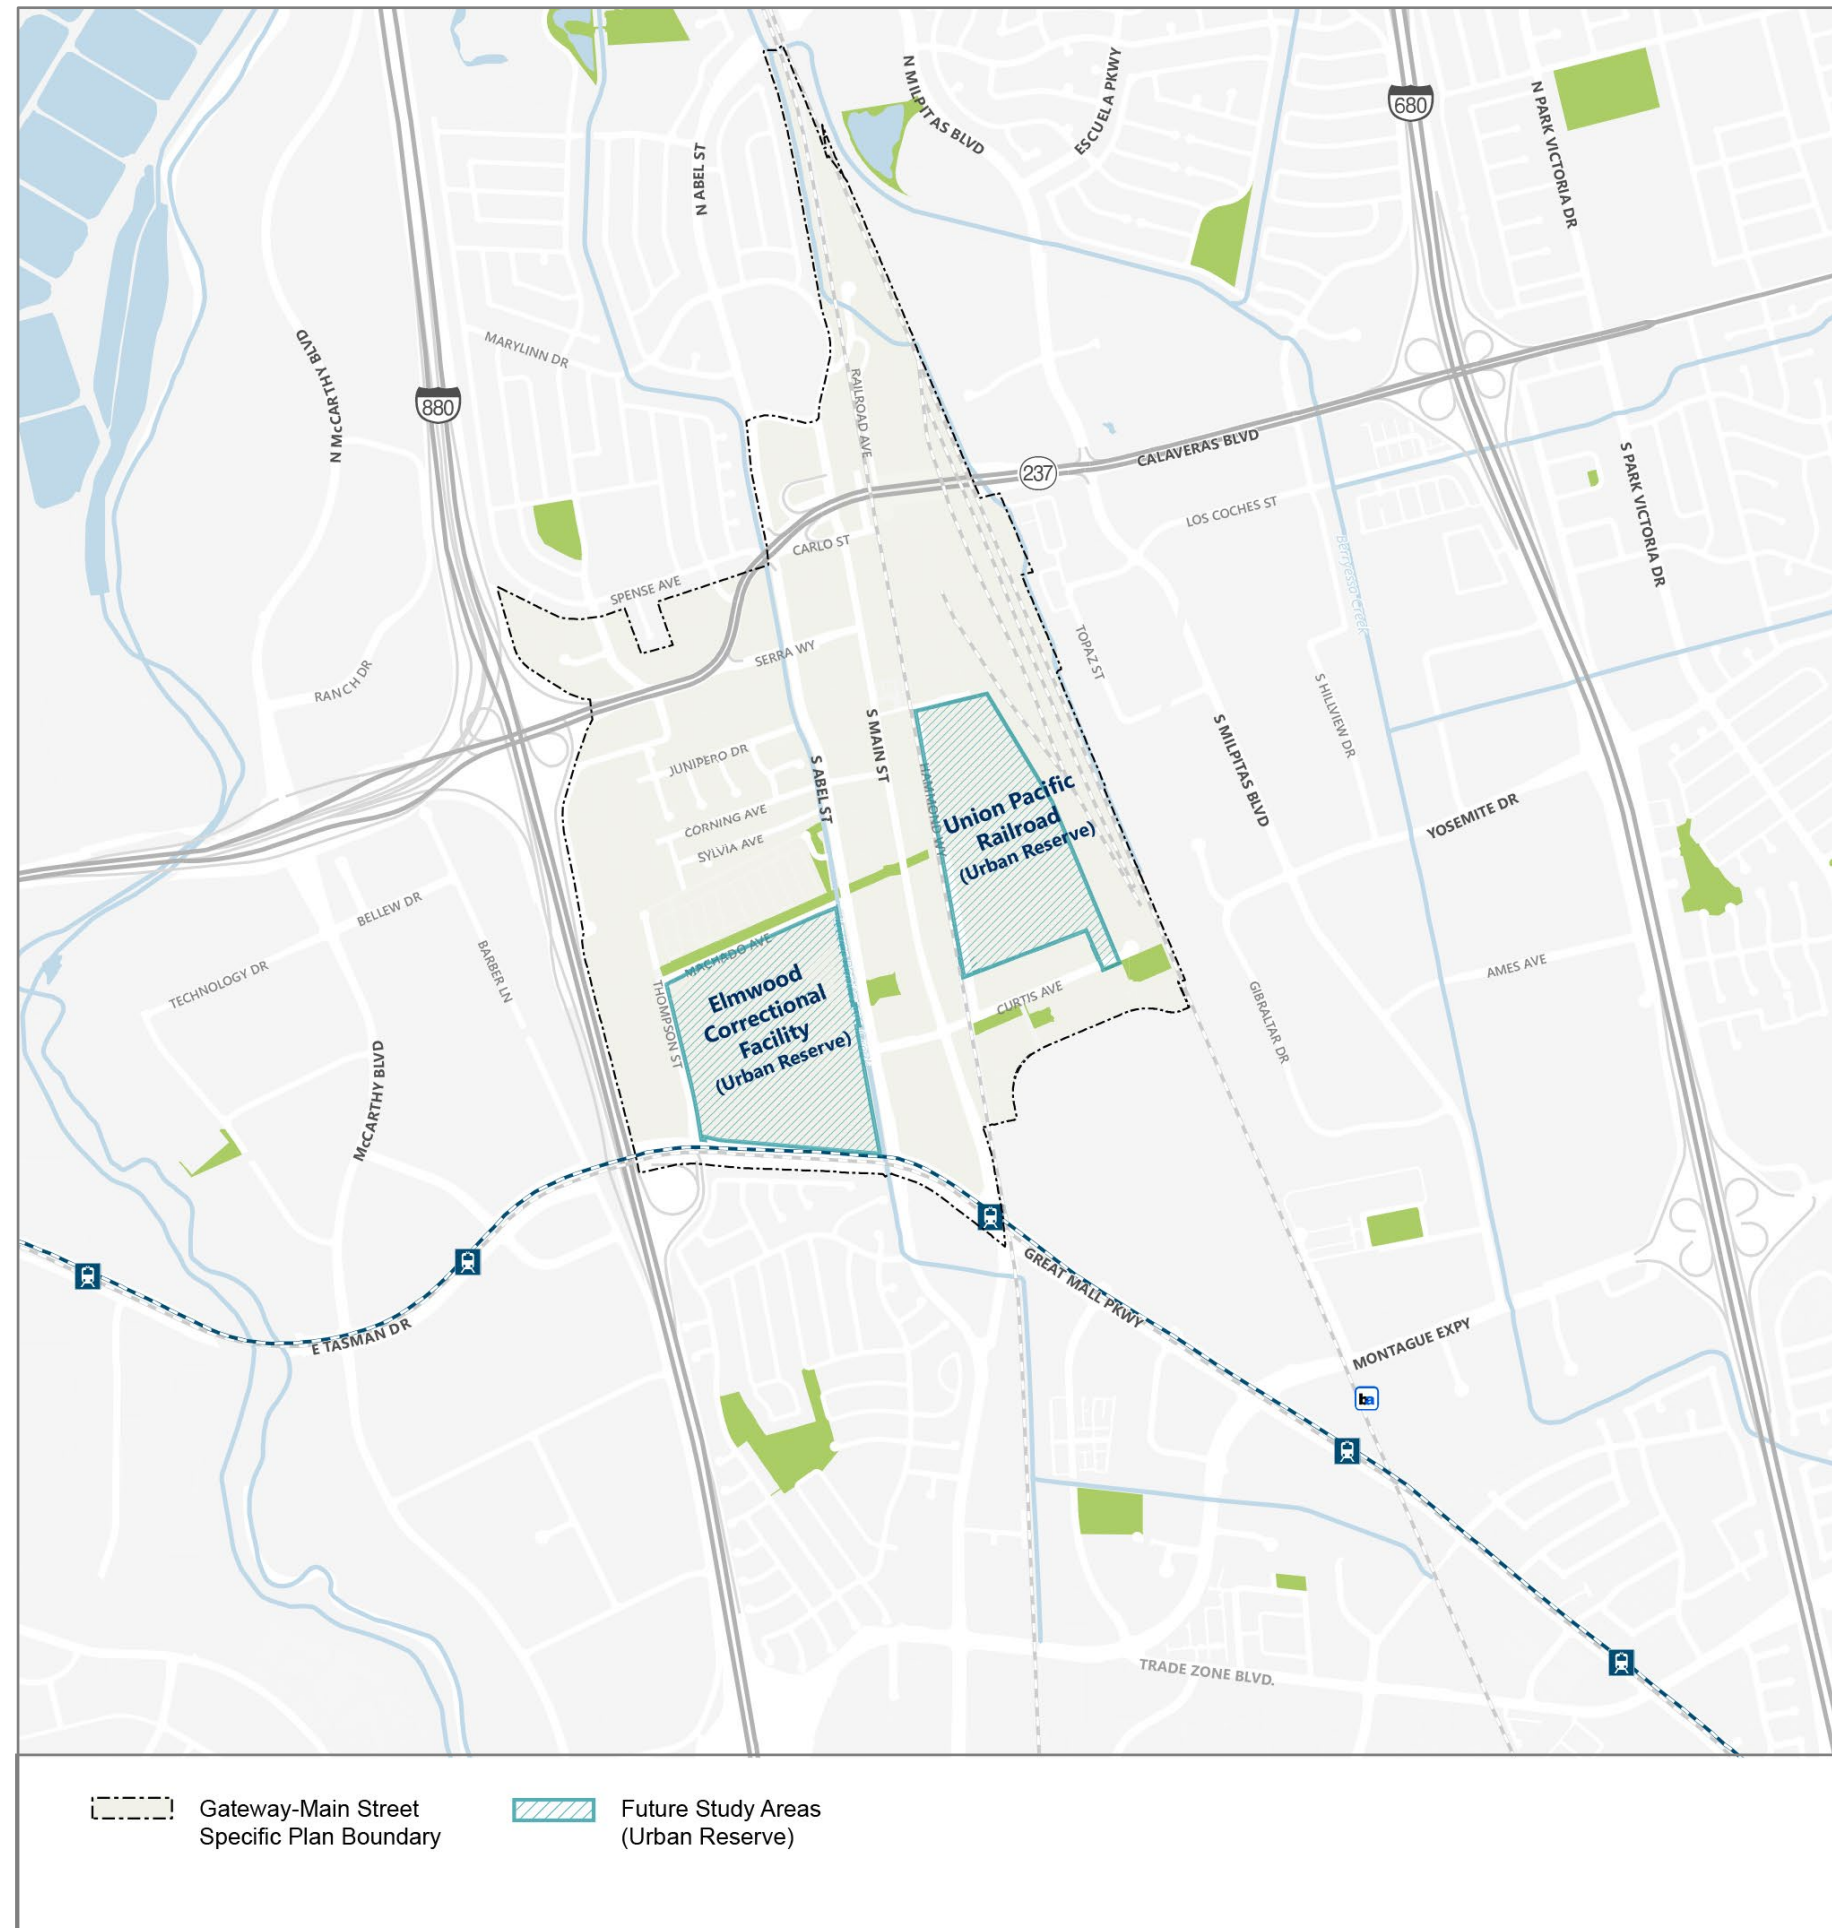 N MILPITAS BLVD
ESCUELA PKWY
680
N PARK VICTORIA DR
N ABEL ST
MARYLINN DR
N McCARTHY BLVD
880
RAILROAD AVE
237
CALAVERAS BLVD
LOS COCHES ST
S PARK VICTORIA DR
Berryessa Creek
CARLO ST
SPENSE AVE
SERRA WY
TOPAZ ST
RANCH DR
S HILLVIEW DR
S MAIN ST
S MILPITAS BLVD
JUNIPERO DR
S ABEL ST
HAMMOND WY
Union Pacific
Railroad
(Urban Reserve)
CORNING AVE
SYLVIA AVE
YOSEMITE DR
BELLEW DR
TECHNOLOGY DR
BARBER LN
MACHADO AVE
THOMPSON ST
Elmwood
Correctional
Facility
(Urban Reserve)
CURTIS AVE
AMES AVE
GIBRALTAR DR
McCARTHY BLVD
GREAT MALL PKWY
E TASMAN DR
MONTAGUE EXPY
ba
TRADE ZONE BLVD.
Gateway-Main Street
Specific Plan Boundary
Future Study Areas
(Urban Reserve)